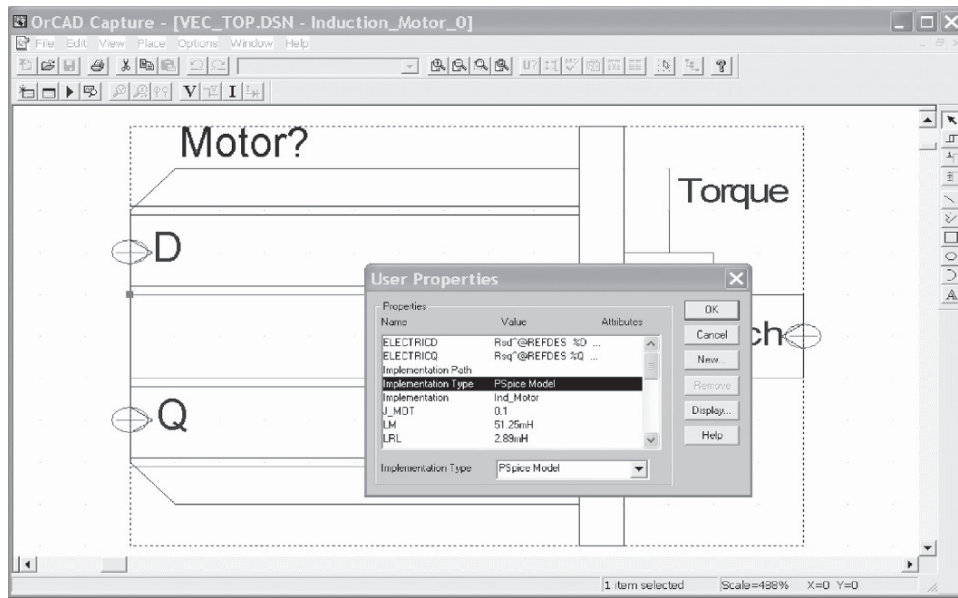 OrCAD Capture - [VEC_TOP.DSN - Induction_Motor_0]
File Edit View Place Options Window Help
U?
V I
Motor?
Torque
D
ch
Q
User Properties
Properties
Name Value Attributes
ELECTRICD Rsd^@REFDES %D ...
ELECTRICQ Rsq^@REFDES %Q ...
Implementation Path
Implementation Type PSpice Model
Implementation Ind_Motor
J_MOT 0.1
LM 51.25mH
LRL 2.89mH
Implementation Type PSpice Model
OK
Cancel
New...
Remove
Display...
Help
1 item selected Scale=488% X=0 Y=0